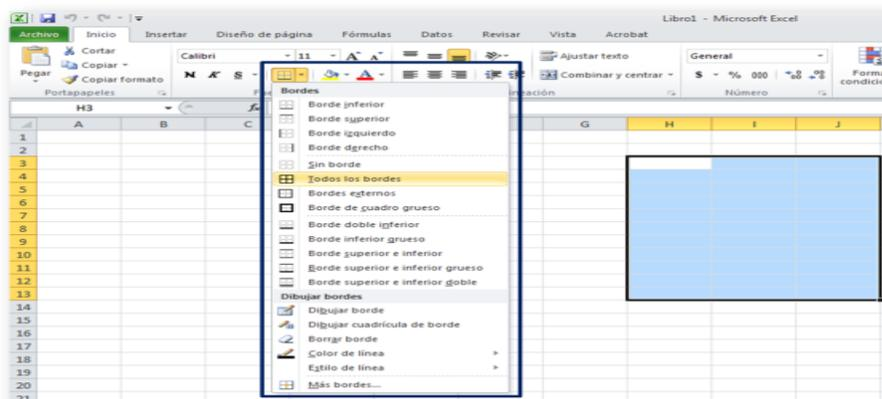 Libro1 - Microsoft Excel
Archivo Inicio Insertar Diseño de página Fórmulas Datos Revisar Vista Acrobat
Pegar
Cortar
Copiar
Copiar formato
Portapapeles
Calibri 11
N K S
Ajustar texto
Combinar y centrar
General
$ % 000
Número
H3
A B C G H I J
1
2
3
4
5
6
7
8
9
10
11
12
13
14
15
16
17
18
19
20
21
Bordes
Borde inferior
Borde superior
Borde izquierdo
Borde derecho
Sin borde
Todos los bordes
Bordes externos
Borde de cuadro grueso
Borde doble inferior
Borde inferior grueso
Borde superior e inferior
Borde superior e inferior grueso
Borde superior e inferior doble
Dibujar bordes
Dibujar borde
Dibujar cuadrícula de borde
Borrar borde
Color de línea
Estilo de línea
Más bordes...